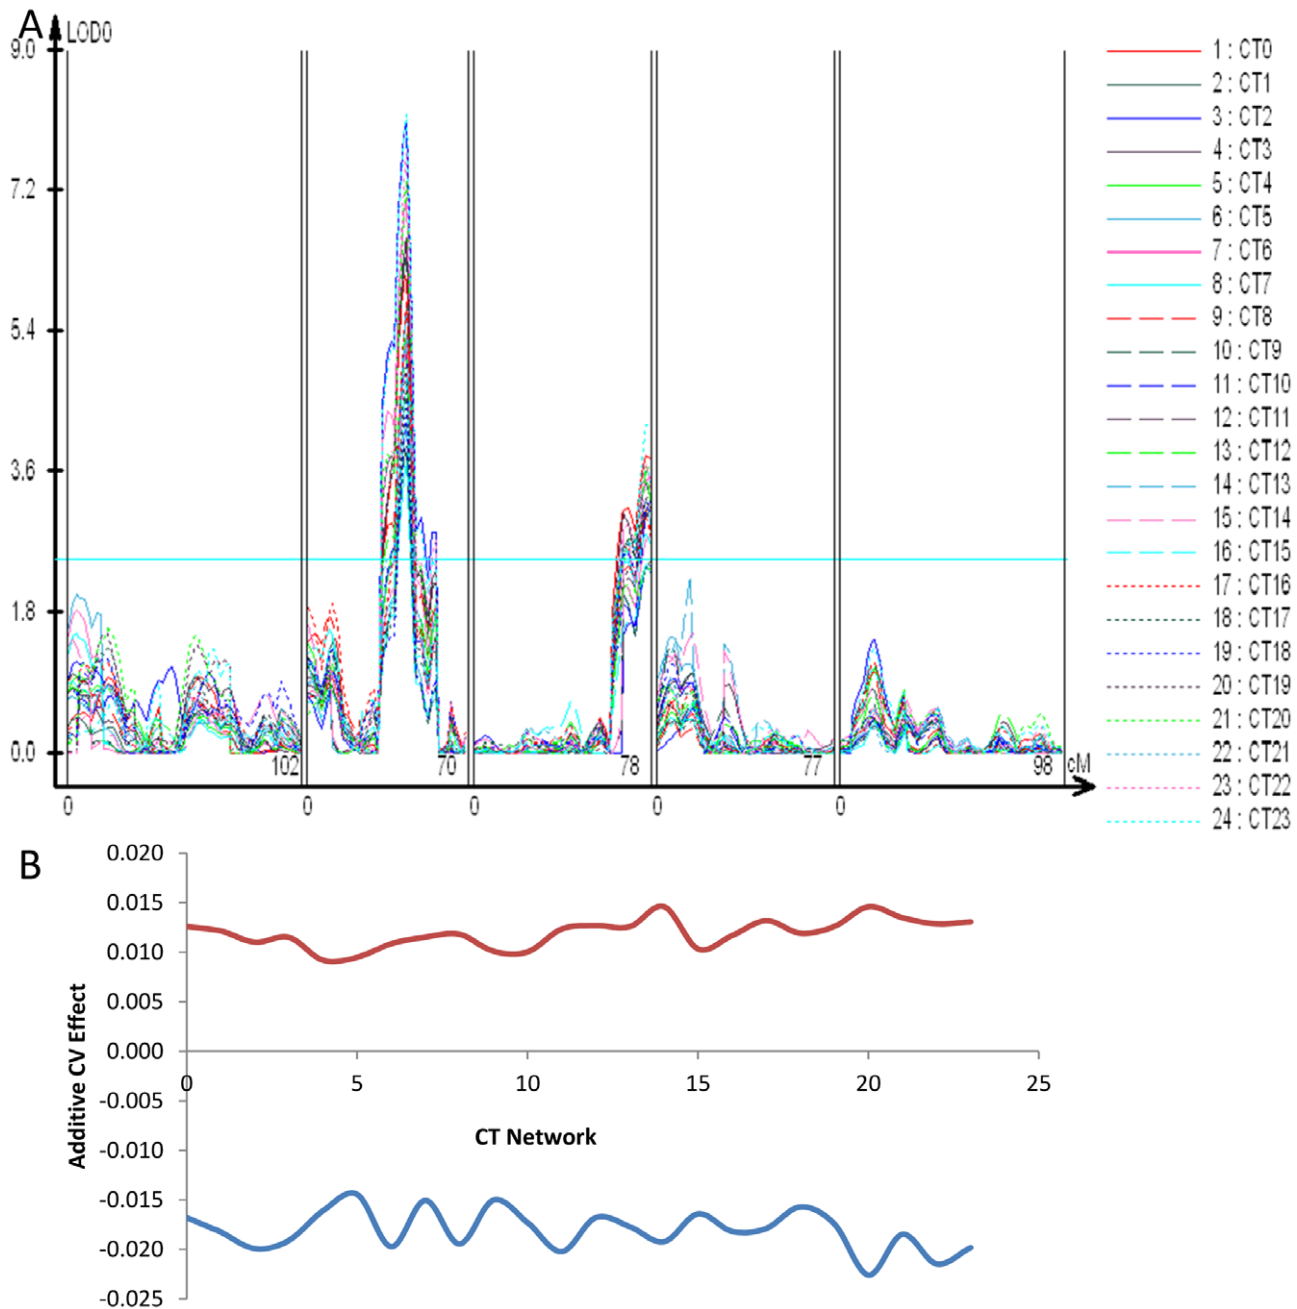 A
LOD0
9.0
7.2
5.4
3.6
1.8
0.0
102
70
78
77
98
cM
0
0
0
0
0
1 : CT0
2 : CT1
3 : CT2
4 : CT3
5 : CT4
6 : CT5
7 : CT6
8 : CT7
9 : CT8
10 : CT9
11 : CT10
12 : CT11
13 : CT12
14 : CT13
15 : CT14
16 : CT15
17 : CT16
18 : CT17
19 : CT18
20 : CT19
21 : CT20
22 : CT21
23 : CT22
24 : CT23
B
Additive CV Effect
0.020
0.015
0.010
0.005
0.000
-0.005
-0.010
-0.015
-0.020
-0.025
0
5
10
15
20
25
CT Network